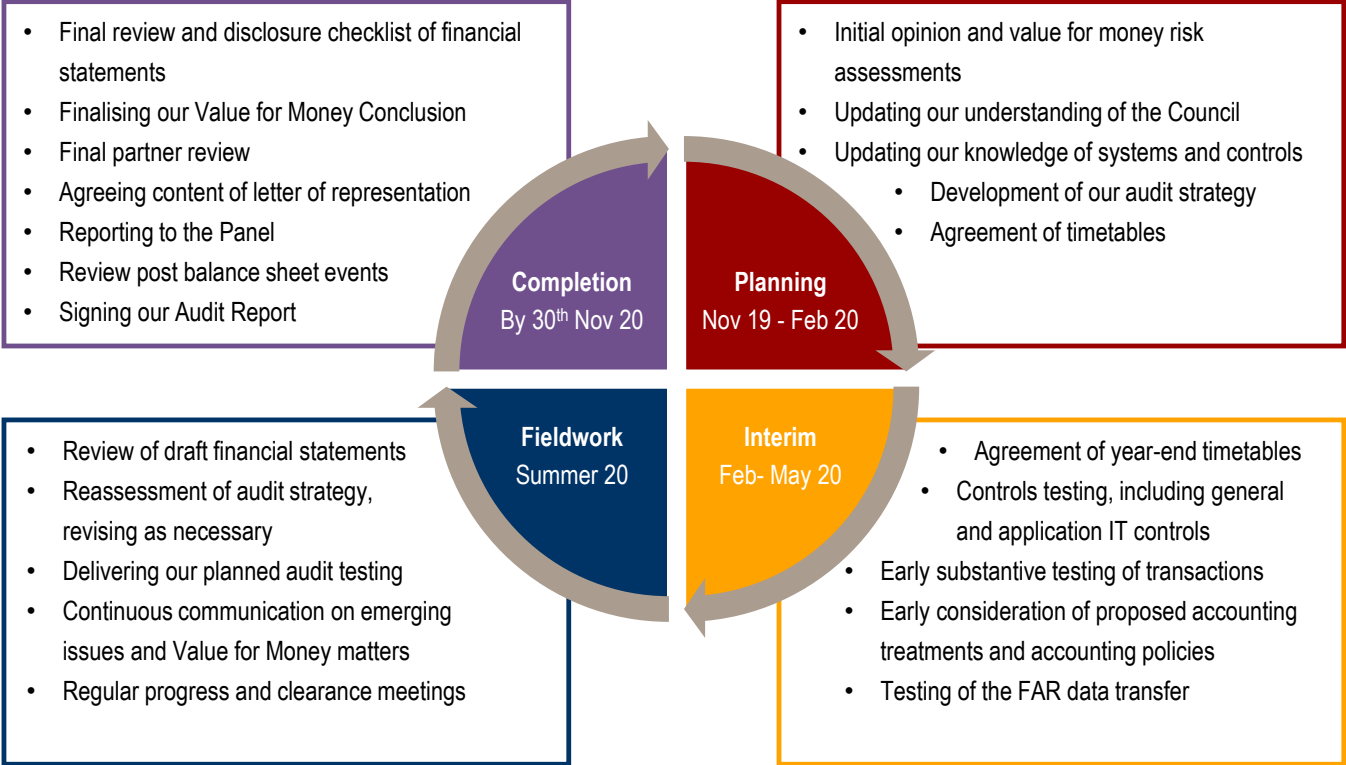 • Final review and disclosure checklist of financial
statements
• Finalising our Value for Money Conclusion
• Final partner review
• Agreeing content of letter of representation
• Reporting to the Panel
• Review post balance sheet events
• Signing our Audit Report
• Initial opinion and value for money risk
assessments
• Updating our understanding of the Council
• Updating our knowledge of systems and controls
• Development of our audit strategy
• Agreement of timetables
Completion
By 30th Nov 20
Planning
Nov 19 - Feb 20
Fieldwork
Summer 20
Interim
Feb- May 20
• Review of draft financial statements
• Reassessment of audit strategy,
revising as necessary
• Delivering our planned audit testing
• Continuous communication on emerging
issues and Value for Money matters
• Regular progress and clearance meetings
• Agreement of year-end timetables
• Controls testing, including general
and application IT controls
• Early substantive testing of transactions
• Early consideration of proposed accounting
treatments and accounting policies
• Testing of the FAR data transfer